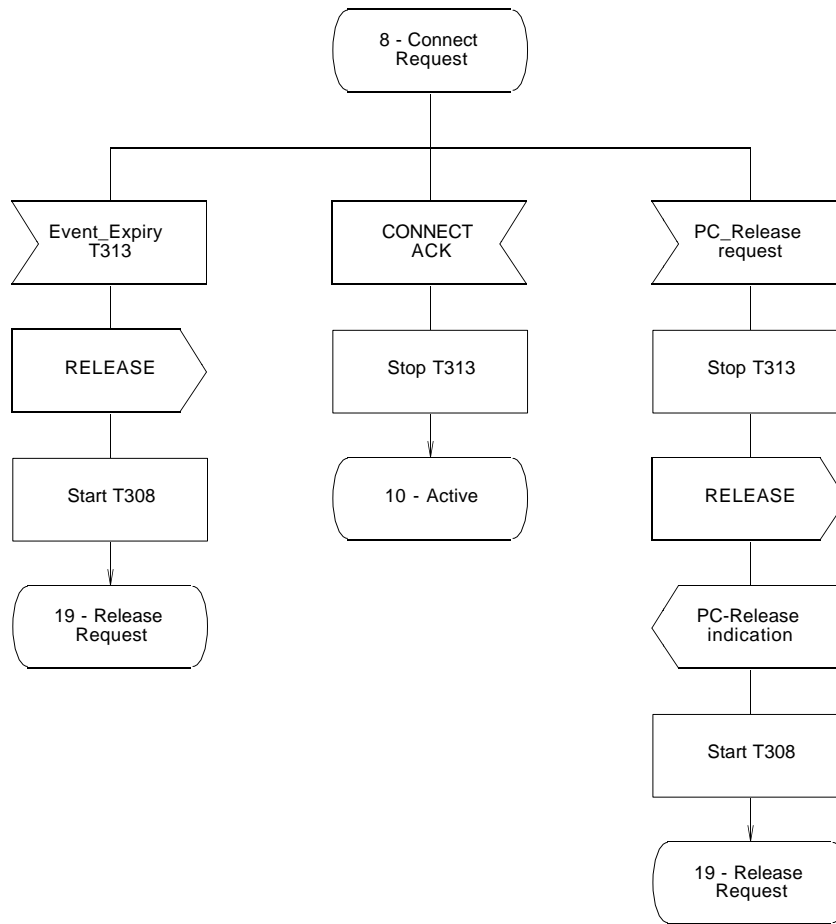 8 - Connect
Request
Event_Expiry
T313
CONNECT
ACK
PC_Release
request
RELEASE
Stop T313
Stop T313
Start T308
10 - Active
RELEASE
19 - Release
Request
PC-Release
indication
Start T308
19 - Release
Request